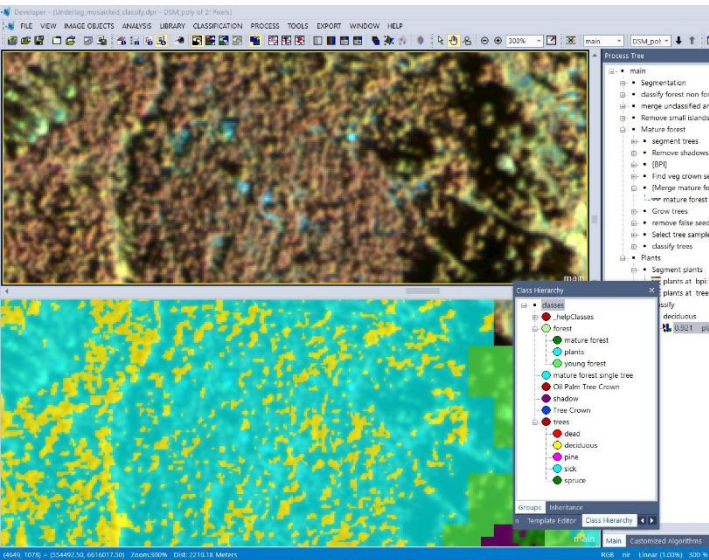 Developer - [Underlag_mosaicked_classify.dpr - DSM_poly of 2: Pixels]
FILE VIEW IMAGE OBJECTS ANALYSIS LIBRARY CLASSIFICATION PROCESS TOOLS EXPORT WINDOW HELP
300% main DSM_pol
Process Tree
main
Segmentation
classify forest non for
merge unclassified an
Remove small islands
Mature forest
segment trees
Remove shadows
[BPI]
Find veg crown se
[Merge mature fo
mature forest
Grow trees
remove false seed
Select tree sample
classify trees
Plants
Segment plants
plants at bpi:
plants at tree
ssify
deciduous
0.921 pl
main
Class Hierarchy
classes
_helpClasses
forest
mature forest
plants
young forest
mature forest single tree
Oil Palm Tree Crown
shadow
Tree Crown
trees
dead
deciduous
pine
sick
spruce
Groups Inheritance
Template Editor Class Hierarchy
main
Main Customized Algorithms
(4649, 1078) = (554492.50, 6616017.50) Zoom:300% Dist: 2210.18 Meters
RGB nir Linear (1.00%) 300 %